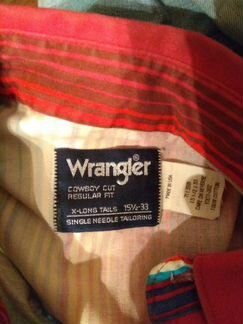 Wrangler®
COWBOY CUT
REGULAR FIT
X-LONG TAILS 15½-33
SINGLE NEEDLE TAILORING
MADE IN USA